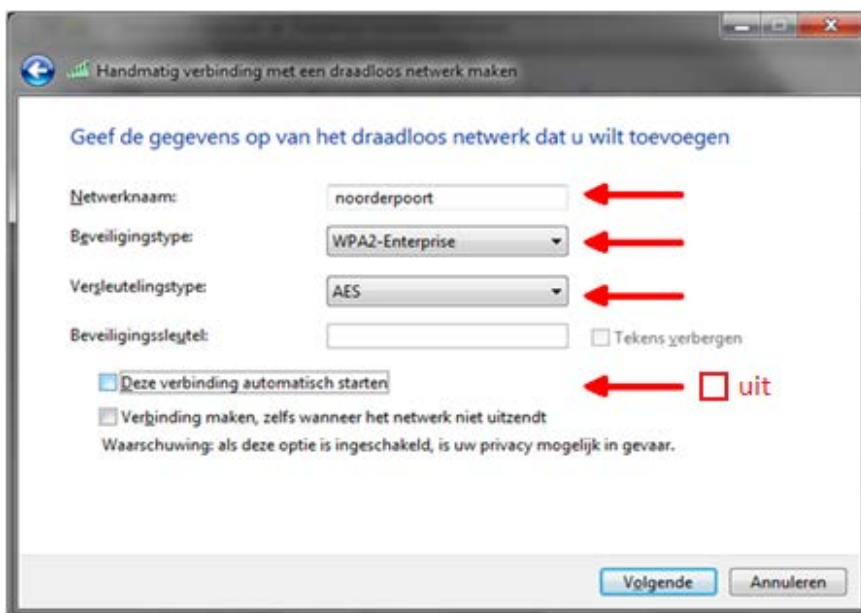 Handmatig verbinding met een draadloos netwerk maken
Geef de gegevens op van het draadloos netwerk dat u wilt toevoegen
Netwerknaam: noorderpoort
Beveiligingstype: WPA2-Enterprise
Versleutelingstype: AES
Beveiligingssleutel: Tekens verbergen
Deze verbinding automatisch starten uit
Verbinding maken, zelfs wanneer het netwerk niet uitzendt
Waarschuwing: als deze optie is ingeschakeld, is uw privacy mogelijk in gevaar.
Volgende Annuleren